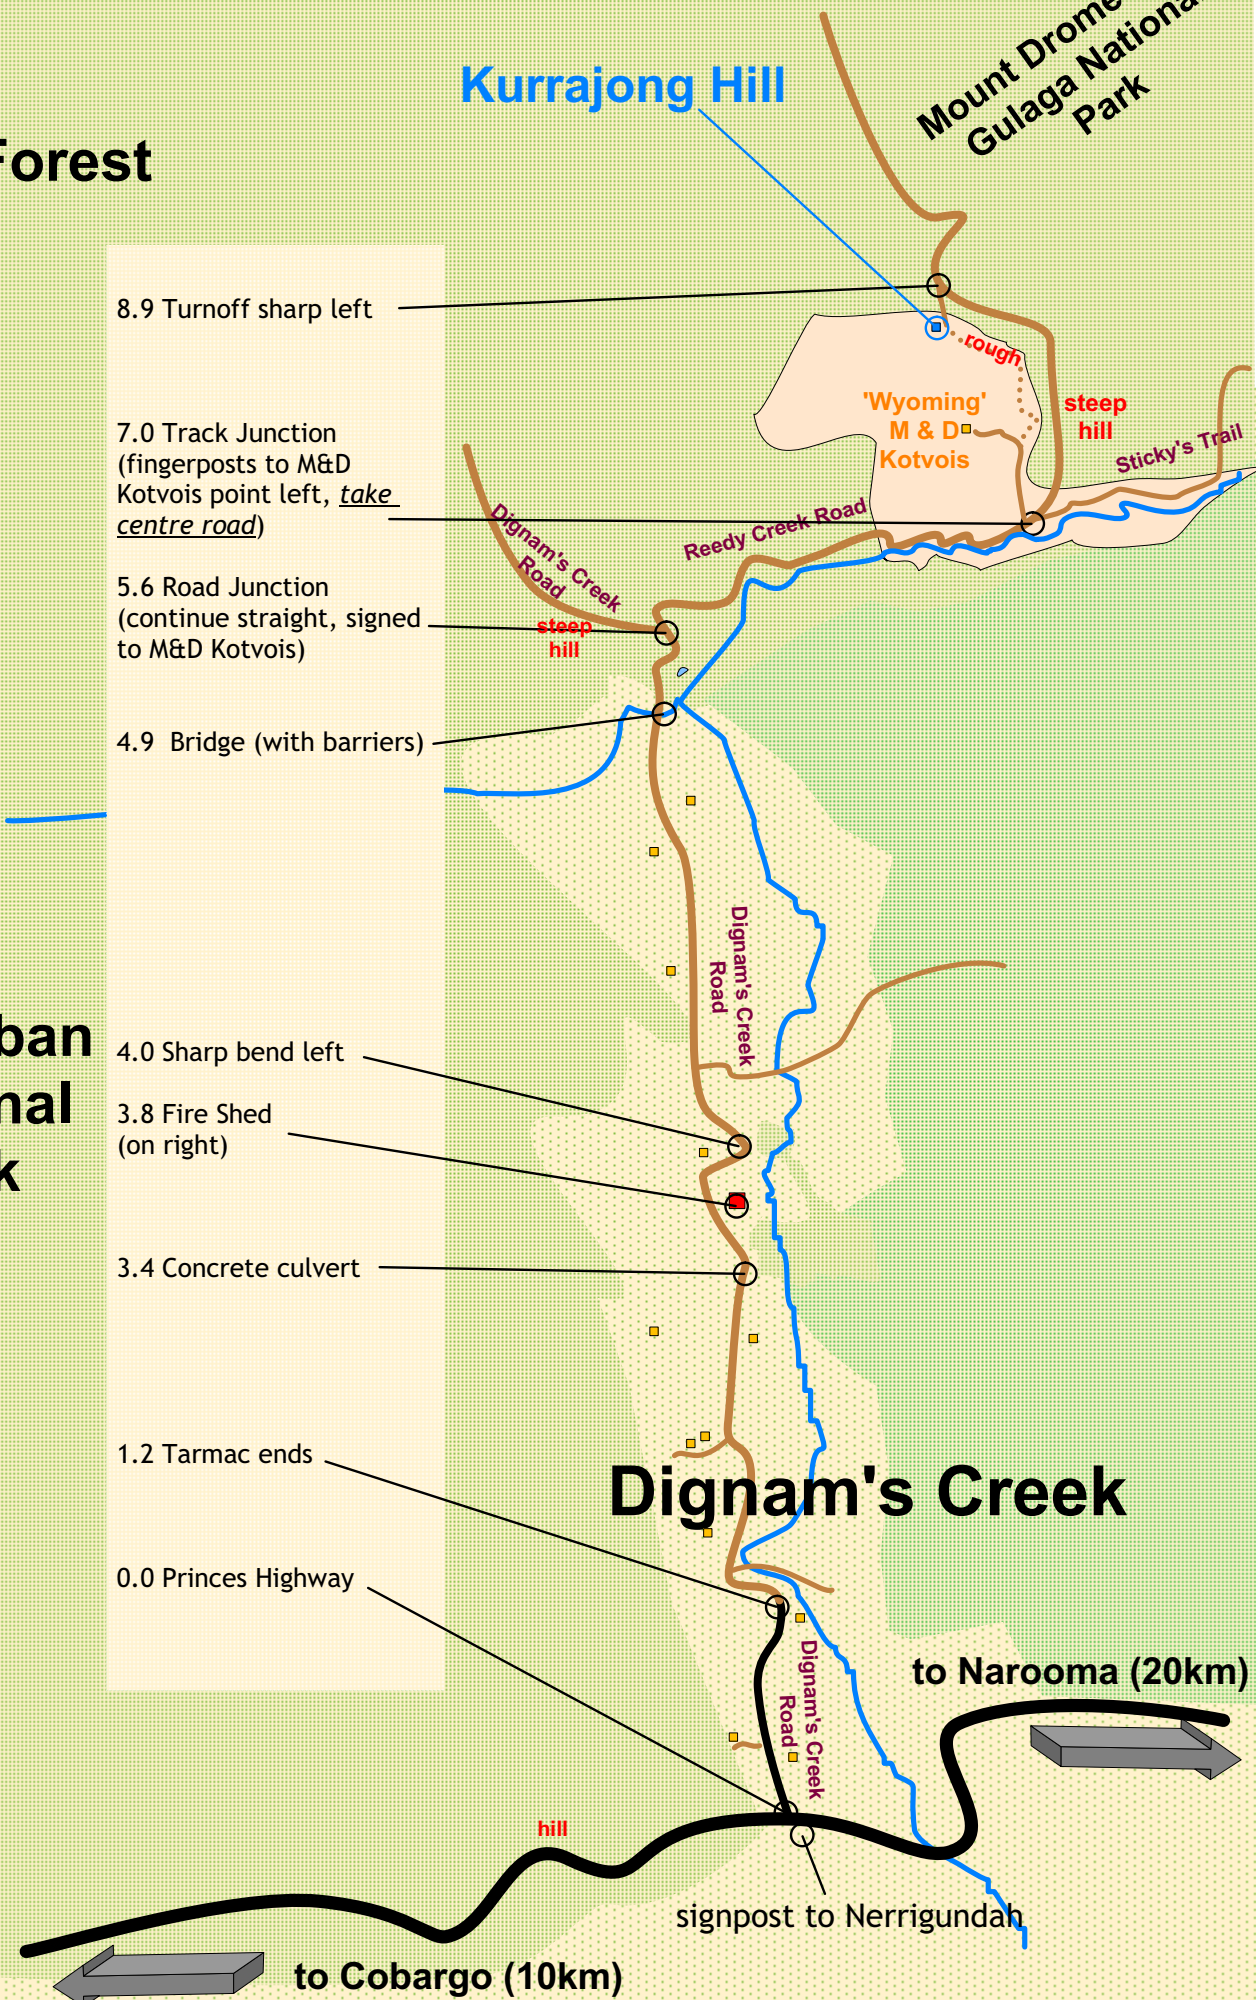 Mount Drome
Gulaga Nationa
Park
Kurrajong Hill
Forest
8.9 Turnoff sharp left
rough
'Wyoming'
M & D
Kotvois
steep
hill
Sticky's Trail
7.0 Track Junction
(fingerposts to M&D
Kotvois point left, take
centre road)
Dignam's Creek
Road
Reedy Creek Road
5.6 Road Junction
(continue straight, signed
to M&D Kotvois)
steep
hill
4.9 Bridge (with barriers)
Dignam's Creek
Road
ban
nal
k
4.0 Sharp bend left
3.8 Fire Shed
(on right)
3.4 Concrete culvert
1.2 Tarmac ends
Dignam's Creek
0.0 Princes Highway
Dignam's Creek
Road
to Narooma (20km)
hill
signpost to Nerrigundah
to Cobargo (10km)